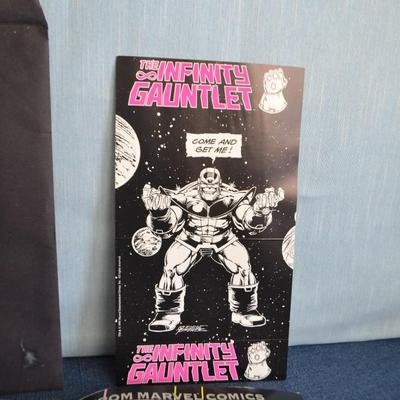 THE
INFINITY
GAUNTLET
COME AND
GET ME!
THE
INFINITY
GAUNTLET
OM MARVEL COMICS